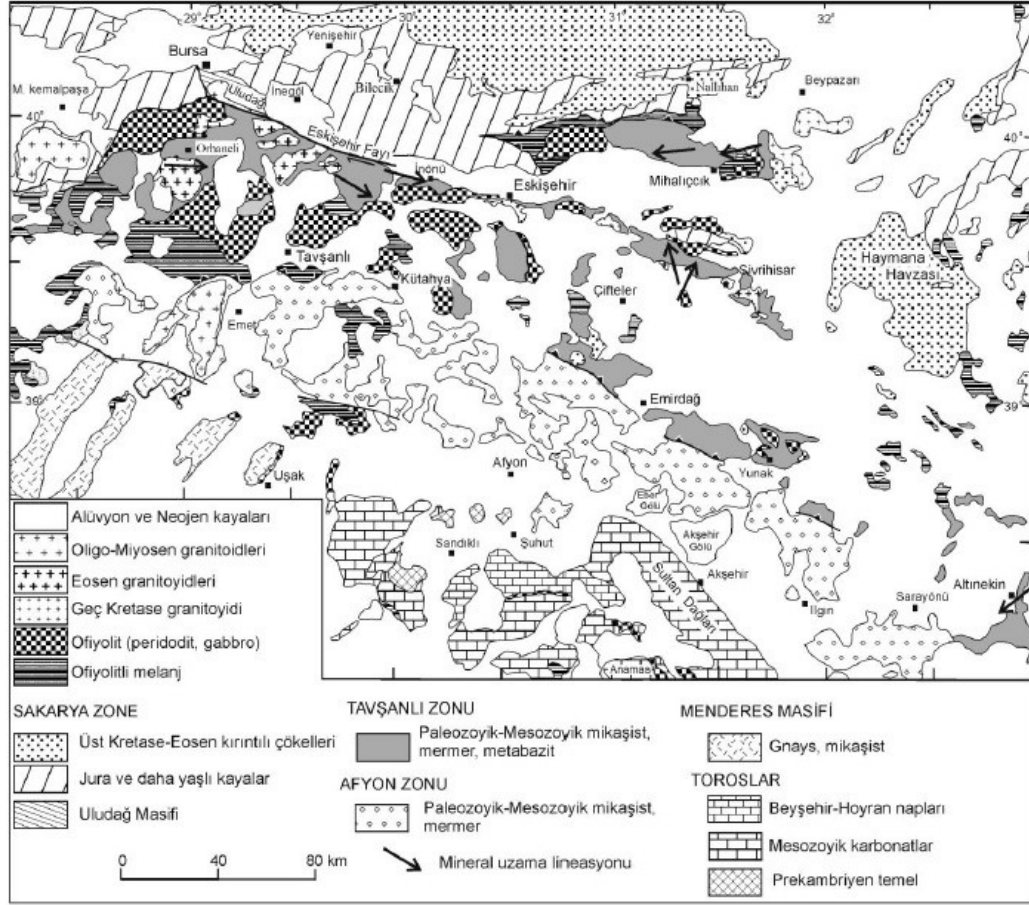 29°
30
31
32
Yenişehir
Bursa
M. kemalpaşa
Uludağ
İnegöl
Bilecik
Nallıhan
Beypazarı
40°
40°
Eskişehir Fayı
Orhaneli
İnönü
Mihalıçcık
Eskişehir
Tavşanlı
Kütahya
Sivrihisar
Haymana
Havzası
Çifteler
Emet
39°
39°
Emirdağ
Afyon
Yunak
Uşak
Eber
Gölü
Akşehir
Gölü
Sandıklı
Şuhut
Sultan Dağları
Akşehir
Altınekin
Ilgın
Sarayönü
Anamas
Alüvyon ve Neojen kayaları
Oligo-Miyosen granitoidleri
Eosen granitoyidleri
Geç Kretase granitoyidi
Ofiyolit (peridodit, gabbro)
Ofiyolitli melanj
SAKARYA ZONE
Üst Kretase-Eosen kırıntılı çökelleri
Jura ve daha yaşlı kayalar
Uludağ Masifi
0 40 80 km
TAVŞANLI ZONU
Paleozoyik-Mesozoyik mikaşist,
mermer, metabazit
AFYON ZONU
Paleozoyik-Mesozoyik mikaşist,
mermer
Mineral uzama lineasyonu
MENDERES MASİFİ
Gnays, mikaşist
TOROSLAR
Beyşehir-Hoyran napları
Mesozoyik karbonatlar
Prekambriyen temel